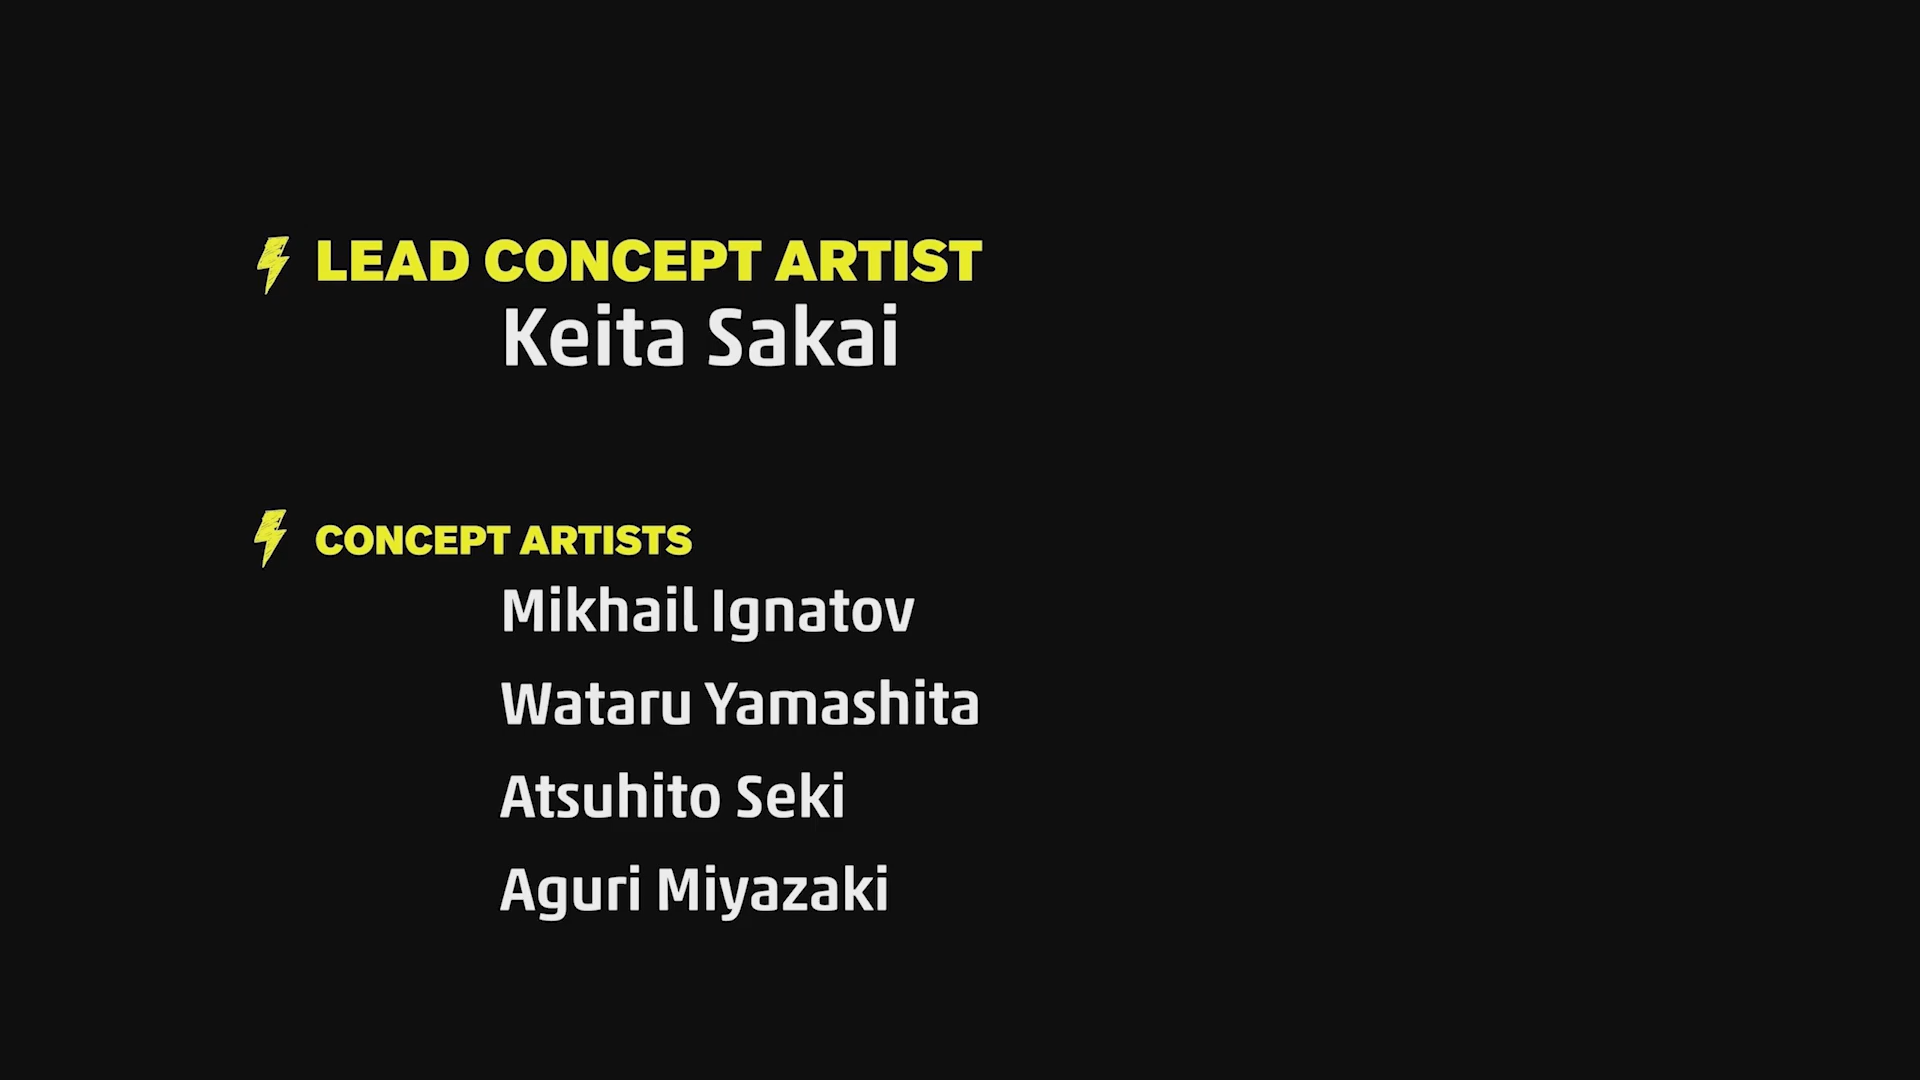 LEAD CONCEPT ARTIST
Keita Sakai
CONCEPT ARTISTS
Mikhail Ignatov
Wataru Yamashita
Atsuhito Seki
Aguri Miyazaki